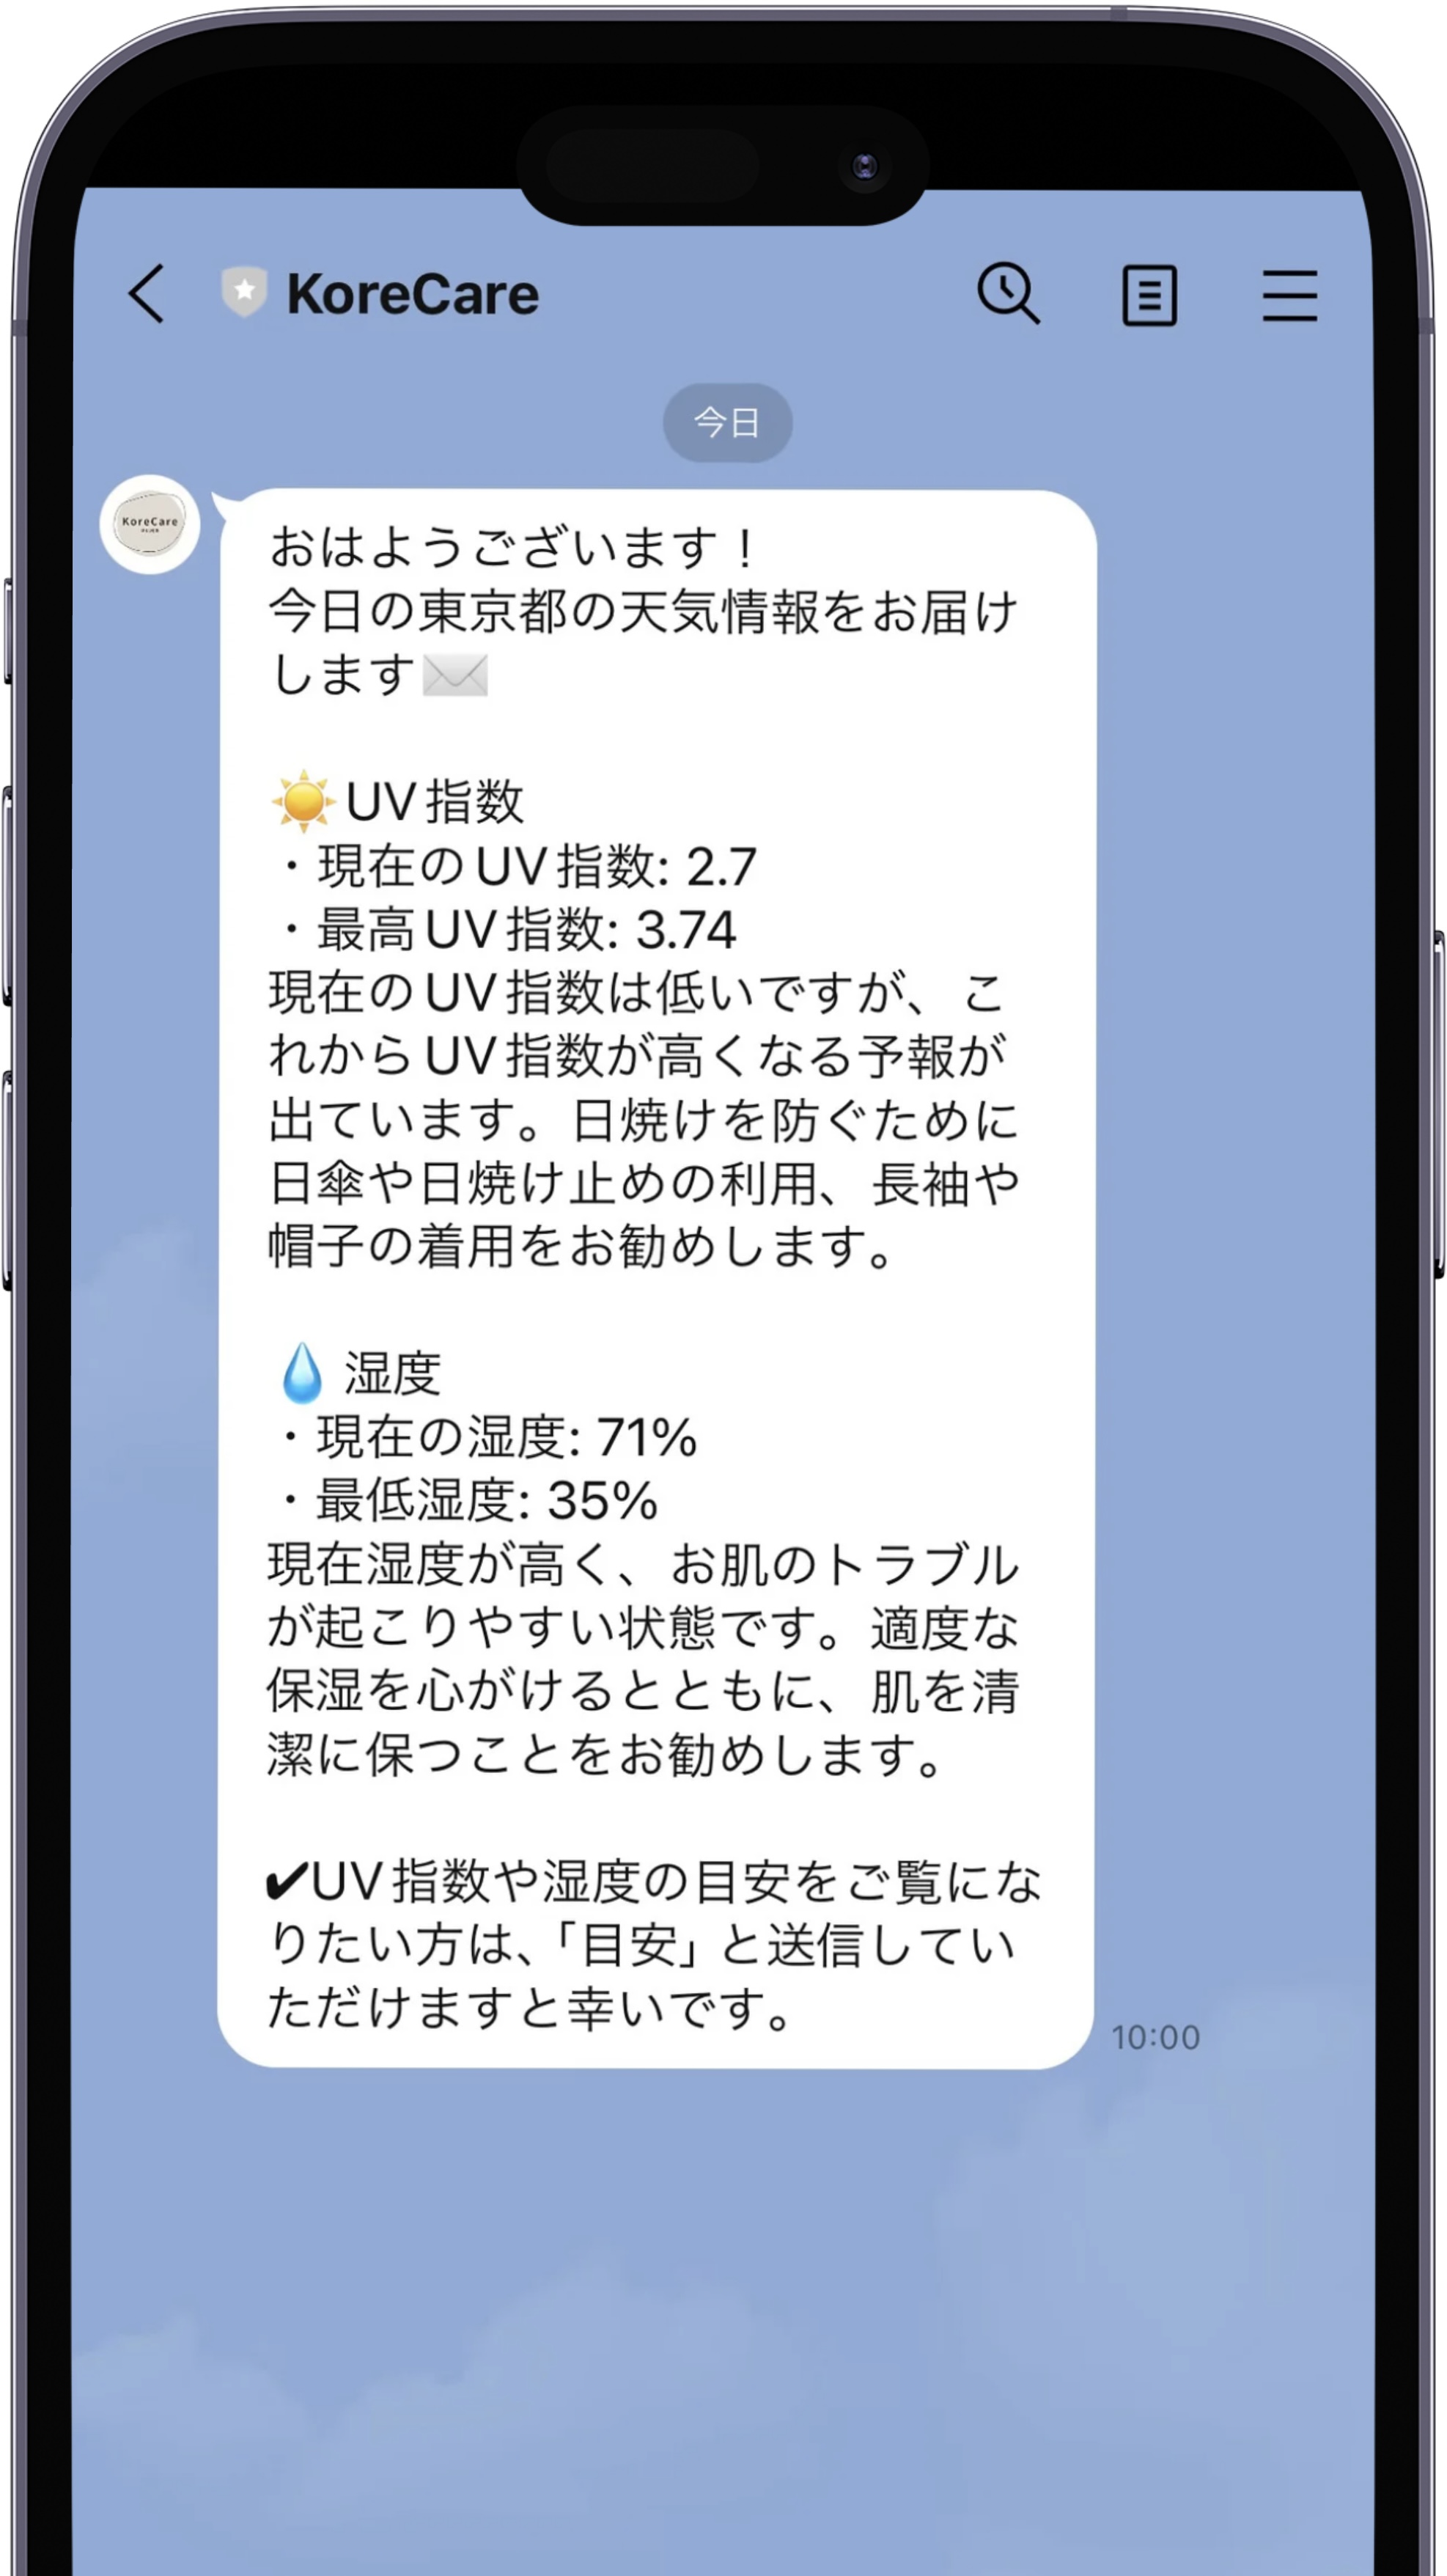 KoreCare
今日
KoreCare
おはようございます！
今日の東京都の天気情報をお届け
します✉️
☀️UV指数
・現在のUV指数: 2.7
・最高UV指数: 3.74
現在のUV指数は低いですが、こ
れからUV指数が高くなる予報が
出ています。日焼けを防ぐために
日傘や日焼け止めの利用、長袖や
帽子の着用をお勧めします。
💧湿度
・現在の湿度: 71%
・最低湿度: 35%
現在湿度が高く、お肌のトラブル
が起こりやすい状態です。適度な
保湿を心がけるとともに、肌を清
潔に保つことをお勧めします。
✔UV指数や湿度の目安をご覧にな
りたい方は、「目安」と送信してい
ただけますと幸いです。
10:00